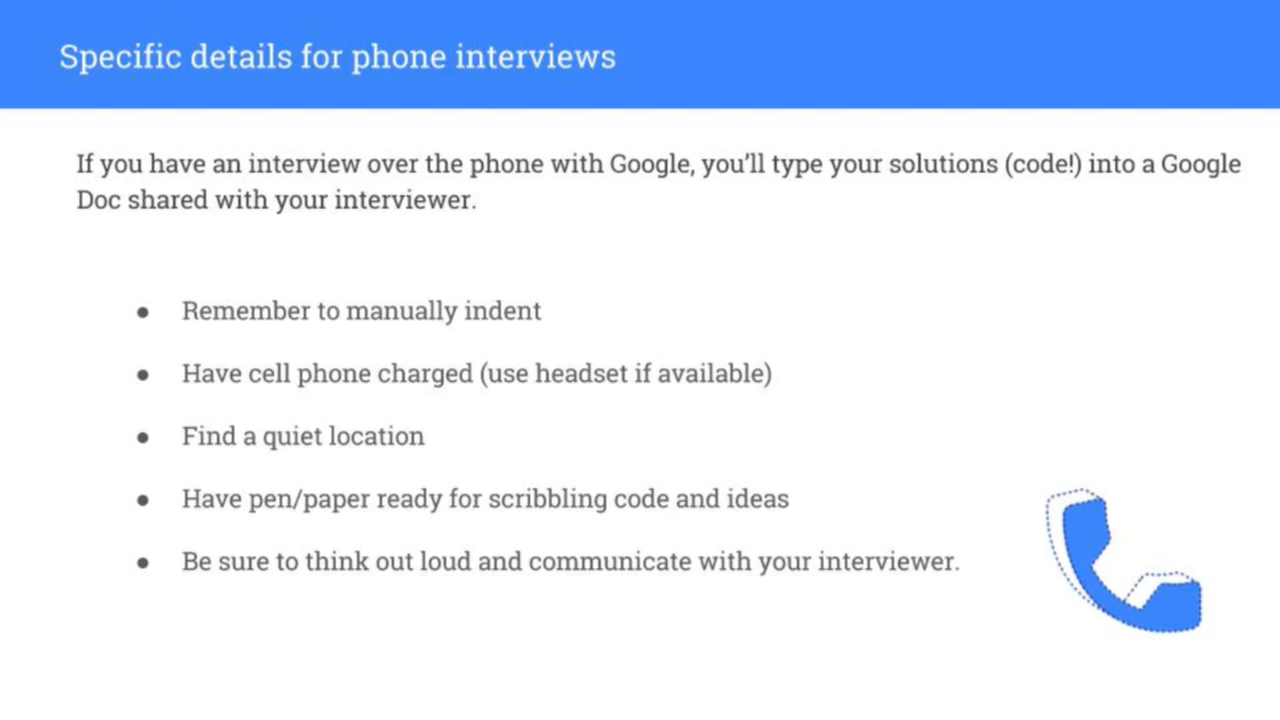 Specific details for phone interviews
If you have an interview over the phone with Google, you’ll type your solutions (code!) into a Google
Doc shared with your interviewer.
● Remember to manually indent
● Have cell phone charged (use headset if available)
● Find a quiet location
● Have pen/paper ready for scribbling code and ideas
● Be sure to think out loud and communicate with your interviewer.